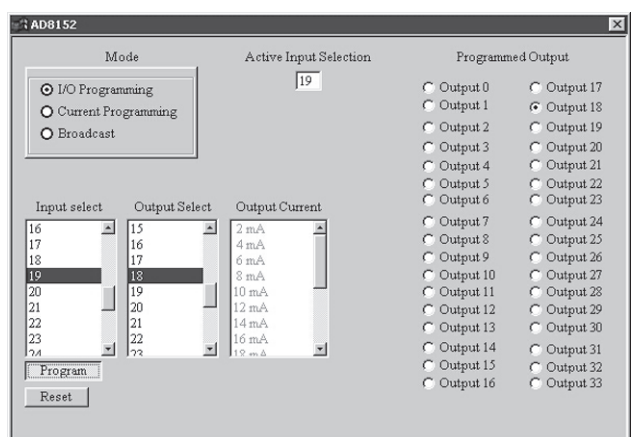 AD8152
Mode
I/O Programming
Current Programming
Broadcast
Active Input Selection
19
Input select
16
17
18
19
20
21
22
23
24
Output Select
15
16
17
18
19
20
21
22
23
Output Current
2 mA
4 mA
6 mA
8 mA
10 mA
12 mA
14 mA
16 mA
18 mA
Program
Reset
Programmed Output
Output 0
Output 1
Output 2
Output 3
Output 4
Output 5
Output 6
Output 7
Output 8
Output 9
Output 10
Output 11
Output 12
Output 13
Output 14
Output 15
Output 16
Output 17
Output 18
Output 19
Output 20
Output 21
Output 22
Output 23
Output 24
Output 25
Output 26
Output 27
Output 28
Output 29
Output 30
Output 31
Output 32
Output 33